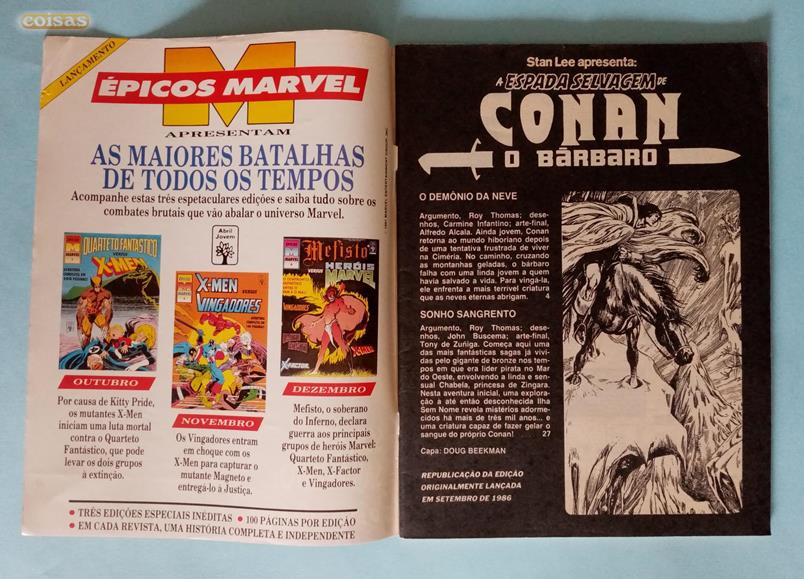 coisas
LANÇAMENTO
ÉPICOS MARVEL
M
APRESENTAM
AS MAIORES BATALHAS
DE TODOS OS TEMPOS
Acompanhe estas três espetaculares edições e saiba tudo sobre os
combates brutais que vão abalar o universo Marvel.
Abril
Jovem
QUARTETO FANTÁSTICO
VERSUS
X-MEN
OUTUBRO
Por causa de Kitty Pride,
os mutantes X-Men
iniciam uma luta mortal
contra o Quarteto
Fantástico, que pode
levar os dois grupos
à extinção.
X-MEN
VERSUS
VINGADORES
NOVEMBRO
Os Vingadores entram
em choque com os
X-Men para capturar o
mutante Magneto e
entregá-lo à Justiça.
Mefisto
VERSUS
HERÓIS
MARVEL
VINGADORES
X-FACTOR
DEZEMBRO
Mefisto, o soberano
do Inferno, declara
guerra aos principais
grupos de heróis Marvel:
Quarteto Fantástico,
X-Men, X-Factor
e Vingadores.
• TRÊS EDIÇÕES ESPECIAIS INÉDITAS • 100 PÁGINAS POR EDIÇÃO
• EM CADA REVISTA, UMA HISTÓRIA COMPLETA E INDEPENDENTE
Stan Lee apresenta:
A ESPADA SELVAGEM DE
CONAN
O BÁRBARO
O DEMÔNIO DA NEVE
Argumento, Roy Thomas; dese-
nhos, Carmine Infantino; arte-final,
Alfredo Alcala. Ainda jovem, Conan
retorna ao mundo hiboriano depois
de uma tentativa frustrada de viver
na Ciméria. No caminho, cruzando
as montanhas geladas, o bárbaro
falha com uma linda jovem a quem
havia salvado a vida. Para vingá-la,
ele enfrenta a mais terrível criatura
que as neves eternas abrigam. 4
SONHO SANGRENTO
Argumento, Roy Thomas; dese-
nhos, John Buscema; arte-final,
Tony de Zuñiga. Começa aqui uma
das mais fantásticas sagas já vivi-
das pelo gigante de bronze nos tem-
pos em que era líder pirata no Mar
do Oeste, envolvendo a linda e sen-
sual Chabela, princesa de Zingara.
Nesta aventura inicial, uma explora-
ção à até então desconhecida Ilha
Sem Nome revela mistérios adorme-
cidos há mais de três mil anos... e
uma criatura capaz de fazer gelar o
sangue do próprio Conan! 27
Capa: DOUG BEEKMAN
REPUBLICAÇÃO DA EDIÇÃO
ORIGINALMENTE LANÇADA
EM SETEMBRO DE 1986